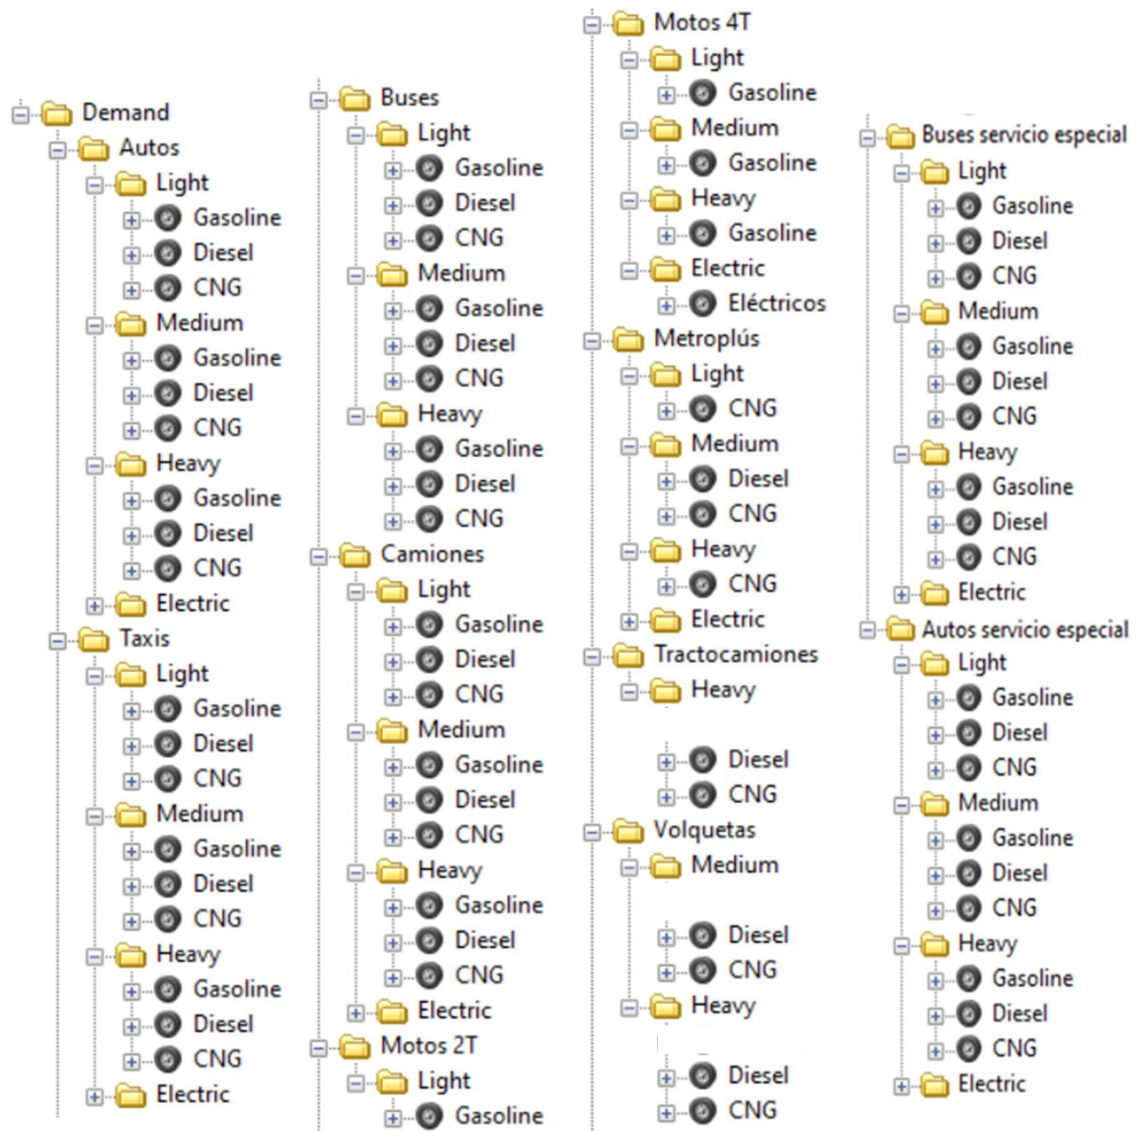 Demand
Autos
Light
Gasoline
Diesel
CNG
Medium
Gasoline
Diesel
CNG
Heavy
Gasoline
Diesel
CNG
Electric
Taxis
Light
Gasoline
Diesel
CNG
Medium
Gasoline
Diesel
CNG
Heavy
Gasoline
Diesel
CNG
Electric
Buses
Light
Gasoline
Diesel
CNG
Medium
Gasoline
Diesel
CNG
Heavy
Gasoline
Diesel
CNG
Camiones
Light
Gasoline
Diesel
CNG
Medium
Gasoline
Diesel
CNG
Heavy
Gasoline
Diesel
CNG
Electric
Motos 2T
Light
Gasoline
Motos 4T
Light
Gasoline
Medium
Gasoline
Heavy
Gasoline
Electric
Eléctricos
Metroplús
Light
CNG
Medium
Diesel
CNG
Heavy
CNG
Electric
Tractocamiones
Heavy
Diesel
CNG
Volquetas
Medium
Diesel
CNG
Heavy
Diesel
CNG
Buses servicio especial
Light
Gasoline
Diesel
CNG
Medium
Gasoline
Diesel
CNG
Heavy
Gasoline
Diesel
CNG
Electric
Autos servicio especial
Light
Gasoline
Diesel
CNG
Medium
Gasoline
Diesel
CNG
Heavy
Gasoline
Diesel
CNG
Electric